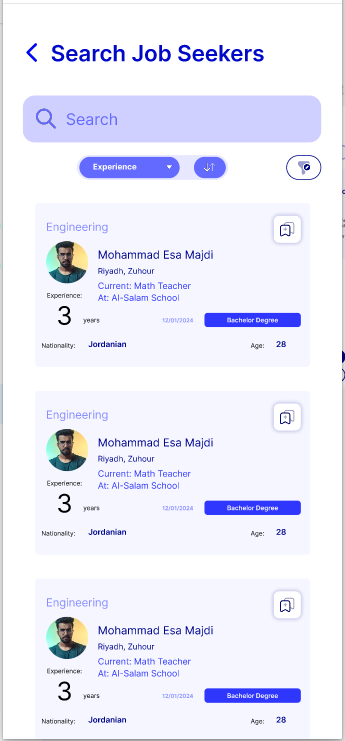 Search Job Seekers
Search
Experience
Engineering
Mohammad Esa Majdi
Riyadh, Zuhour
Current: Math Teacher
At: Al-Salam School
Experience:
3 years
12/01/2024
Bachelor Degree
Nationality: Jordanian
Age: 28
Engineering
Mohammad Esa Majdi
Riyadh, Zuhour
Current: Math Teacher
At: Al-Salam School
Experience:
3 years
12/01/2024
Bachelor Degree
Nationality: Jordanian
Age: 28
Engineering
Mohammad Esa Majdi
Riyadh, Zuhour
Current: Math Teacher
At: Al-Salam School
Experience:
3 years
12/01/2024
Bachelor Degree
Nationality: Jordanian
Age: 28